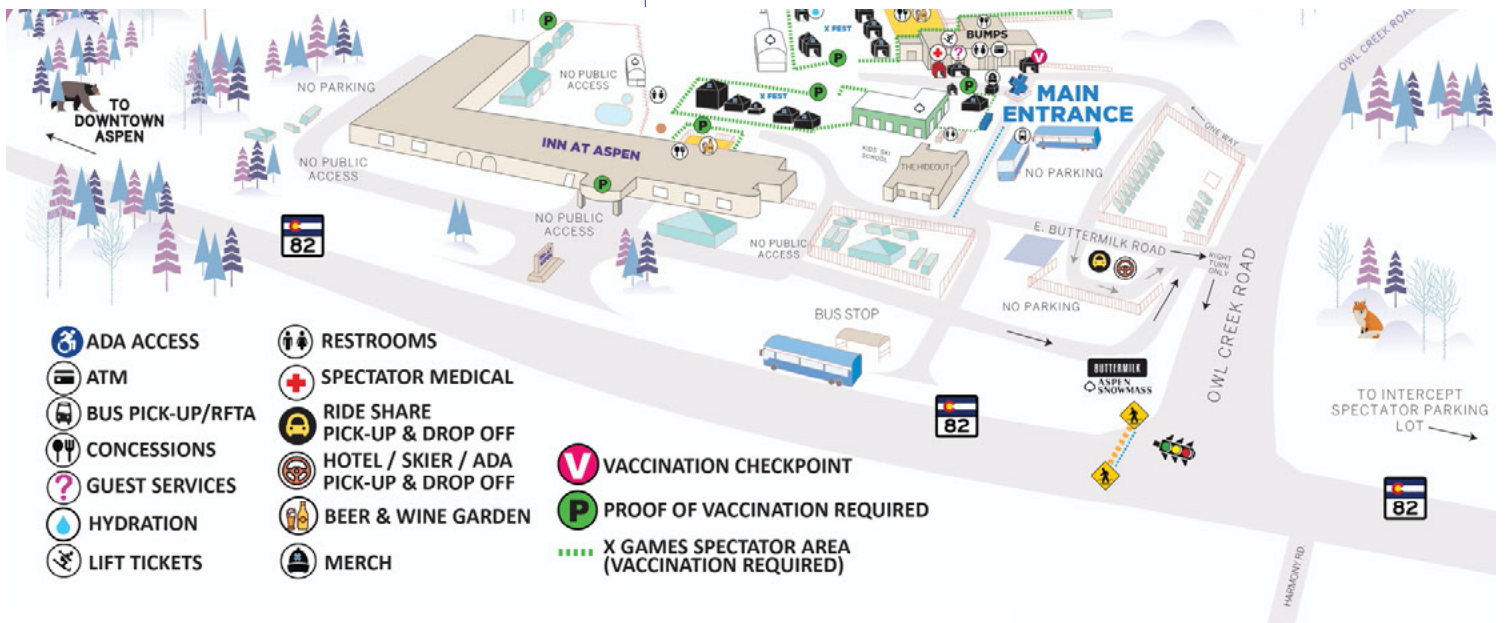 X FEST
BUMPS
OWL CREEK ROAD
NO PARKING
NO PUBLIC
ACCESS
P
P
V
TO
DOWNTOWN
ASPEN
X FEST
P
P
MAIN
ENTRANCE
P
ONE WAY
INN AT ASPEN
KIDS' SKI
SCHOOL
THE HIDEOUT
NO PARKING
NO PUBLIC
ACCESS
P
NO PUBLIC
ACCESS
82
NO PUBLIC
ACCESS
E. BUTTERMILK ROAD
RIGHT
TURN
ONLY
NO PARKING
OWL CREEK ROAD
BUS STOP
BUTTERMILK
ASPEN
SNOWMASS
82
TO INTERCEPT
SPECTATOR PARKING
LOT
82
HARMONY RD.
ADA ACCESS
ATM
BUS PICK-UP/RFTA
CONCESSIONS
? GUEST SERVICES
HYDRATION
LIFT TICKETS
RESTROOMS
SPECTATOR MEDICAL
RIDE SHARE
PICK-UP & DROP OFF
HOTEL / SKIER / ADA
PICK-UP & DROP OFF
BEER & WINE GARDEN
MERCH
V VACCINATION CHECKPOINT
P PROOF OF VACCINATION REQUIRED
X GAMES SPECTATOR AREA
(VACCINATION REQUIRED)